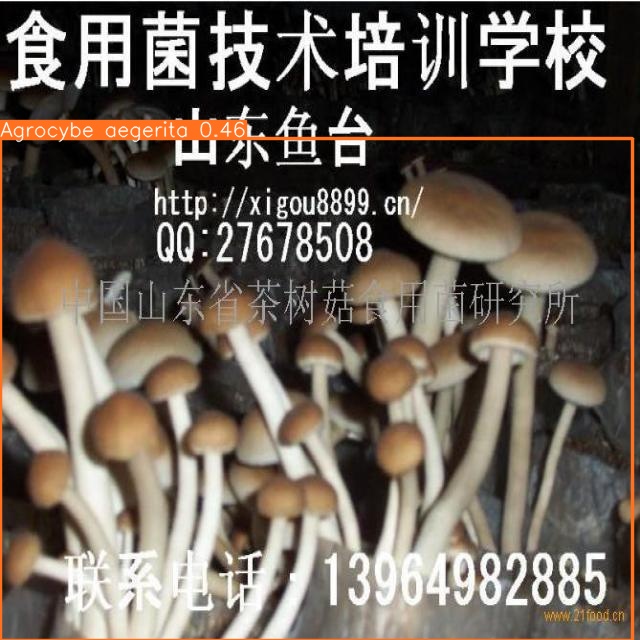 食用菌技术培训学校
Agrocybe aegerita 0.46
山东鱼台
http://xigou8899.cn/
QQ:27678508
中国山东省茶树菇食用菌研究所
联系电话：13964982885
www.21food.cn